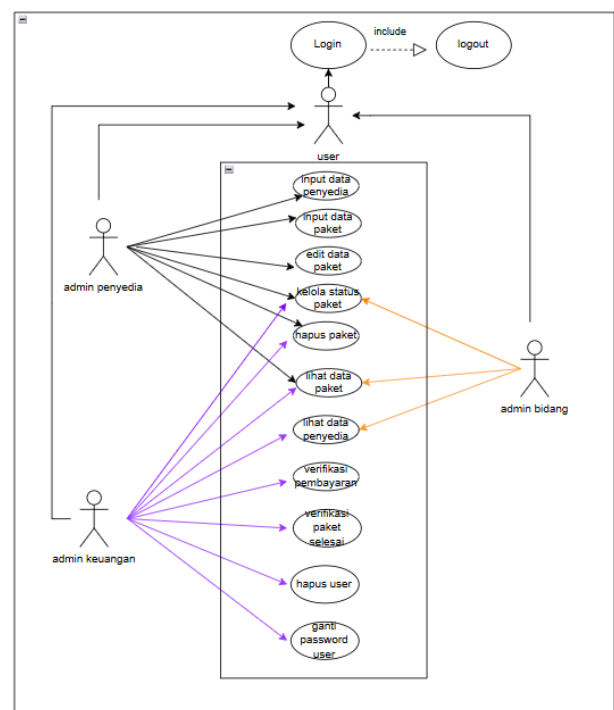 include
Login
logout
user
input data
penyedia
input data
paket
edit data
paket
admin penyedia
kelola status
paket
hapus paket
lihat data
paket
admin bidang
lihat data
penyedia
verifikasi
pembayaran
verifikasi
paket
selesai
admin keuangan
hapus user
ganti
password
user